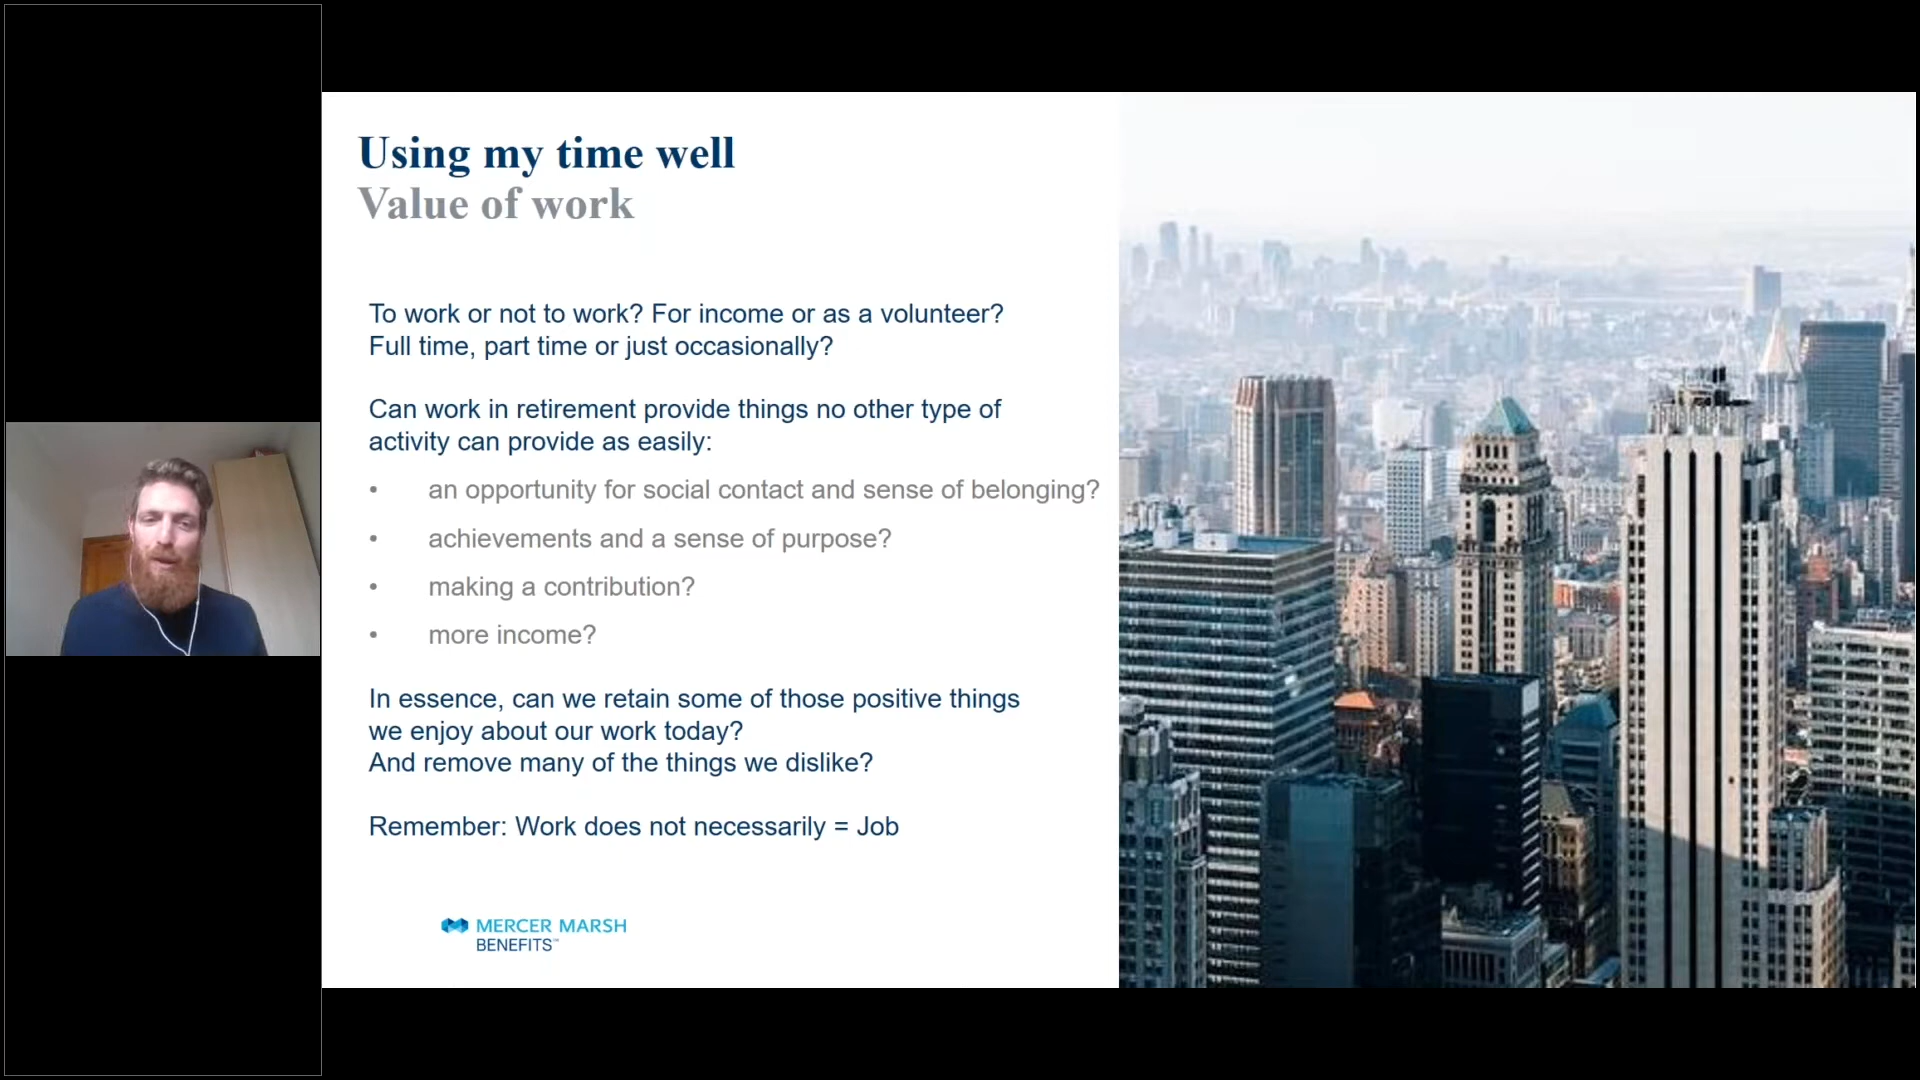 Using my time well
Value of work
To work or not to work? For income or as a volunteer?
Full time, part time or just occasionally?
Can work in retirement provide things no other type of
activity can provide as easily:
• an opportunity for social contact and sense of belonging?
• achievements and a sense of purpose?
• making a contribution?
• more income?
In essence, can we retain some of those positive things
we enjoy about our work today?
And remove many of the things we dislike?
Remember: Work does not necessarily = Job
MERCER MARSH
BENEFITS™